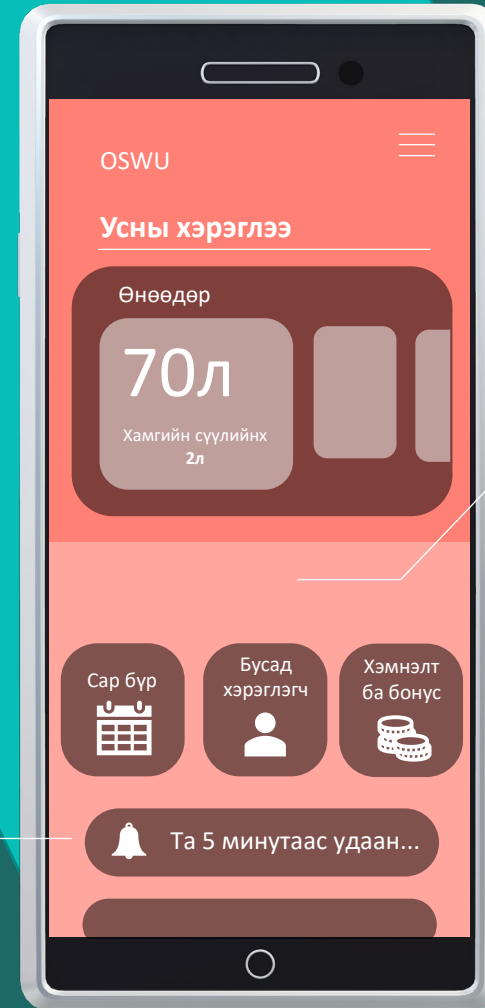 OSWU
Усны хэрэглээ
Өнөөдөр
70л
Хамгийн сүүлийнх
2л
Сар бүр
Бусад
хэрэглэгч
Хэмнэлт
ба бонус
Та 5 минутаас удаан...